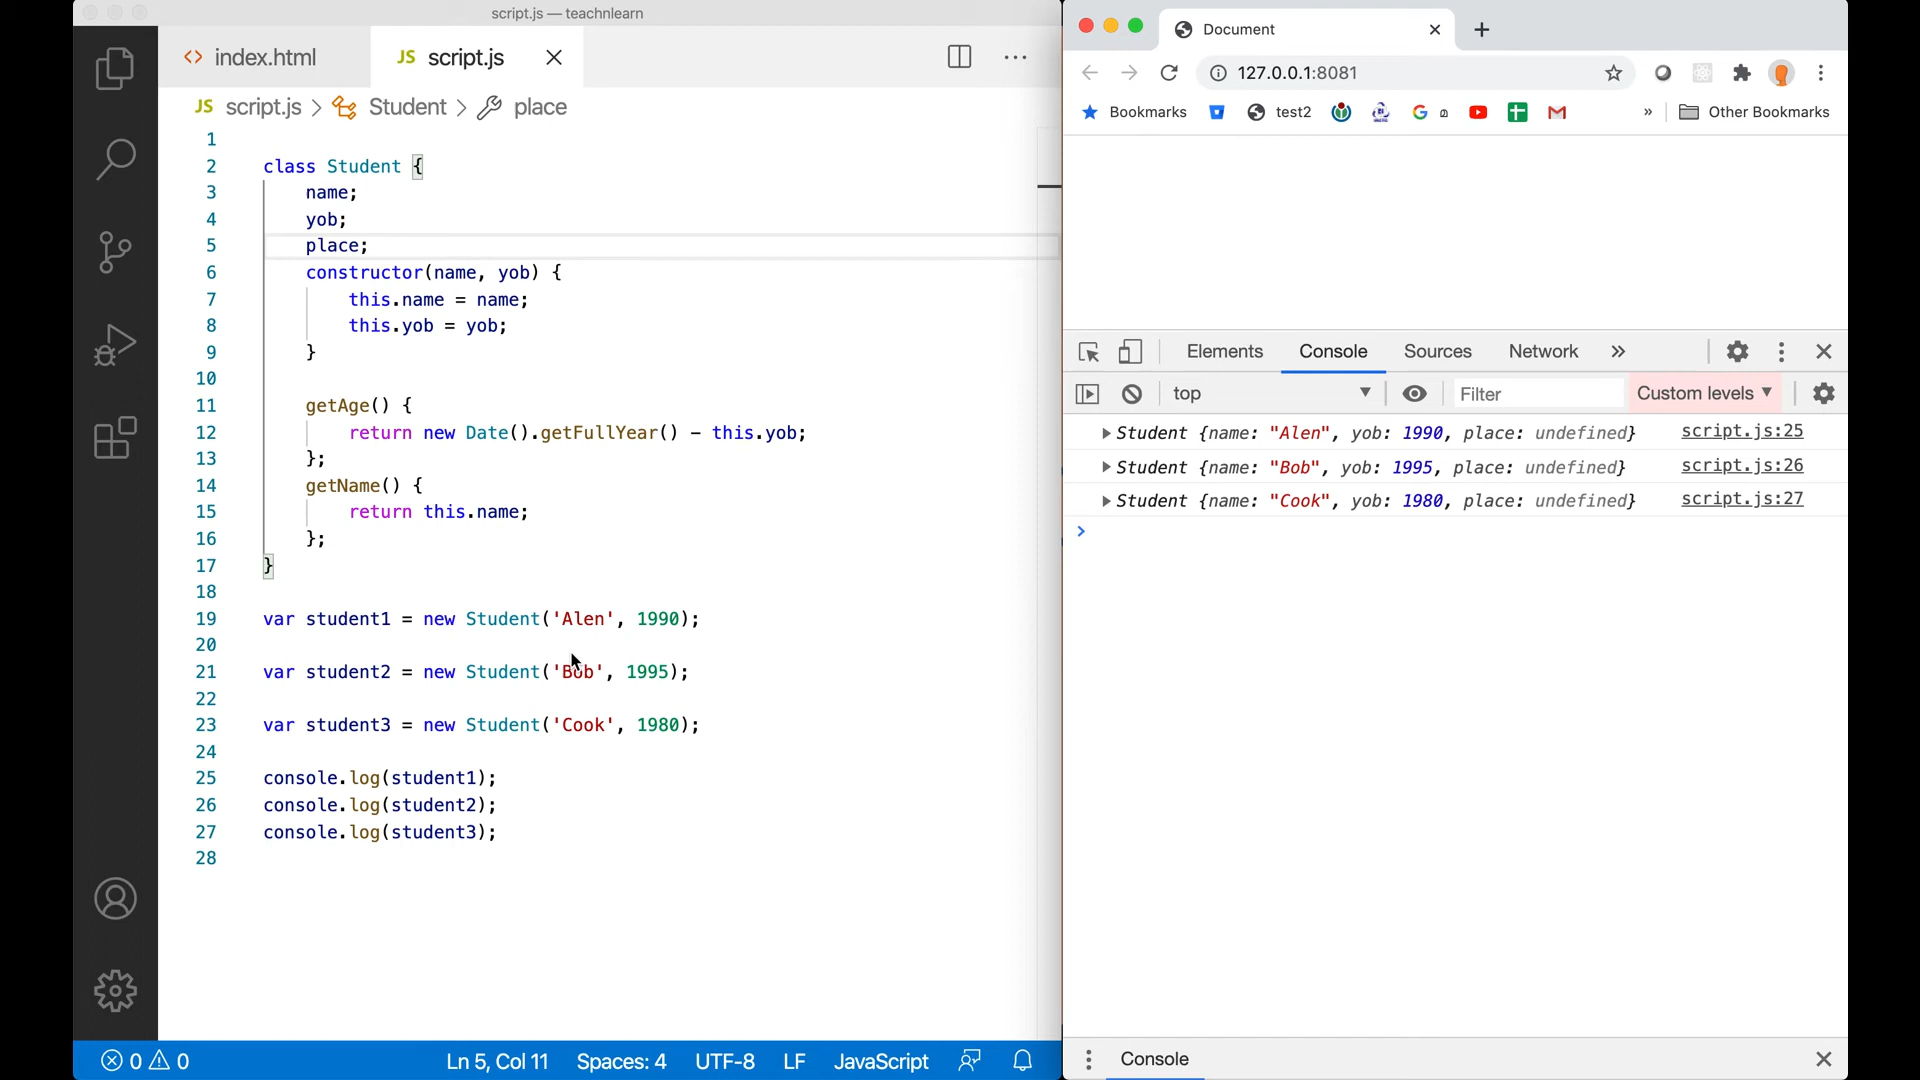 script.js — teachnlearn
index.html
JS script.js
JS script.js > Student > place
1
2 class Student {
3 name;
4 yob;
5 place;
6 constructor(name, yob) {
7 this.name = name;
8 this.yob = yob;
9 }
10
11 getAge() {
12 return new Date().getFullYear() - this.yob;
13 };
14 getName() {
15 return this.name;
16 };
17 }
18
19 var student1 = new Student('Alen', 1990);
20
21 var student2 = new Student('Bob', 1995);
22
23 var student3 = new Student('Cook', 1980);
24
25 console.log(student1);
26 console.log(student2);
27 console.log(student3);
28
0 0 Ln 5, Col 11 Spaces: 4 UTF-8 LF JavaScript
Document
127.0.0.1:8081
Bookmarks test2 » Other Bookmarks
Elements Console Sources Network »
top Filter Custom levels
Student {name: "Alen", yob: 1990, place: undefined} script.js:25
Student {name: "Bob", yob: 1995, place: undefined} script.js:26
Student {name: "Cook", yob: 1980, place: undefined} script.js:27
>
Console